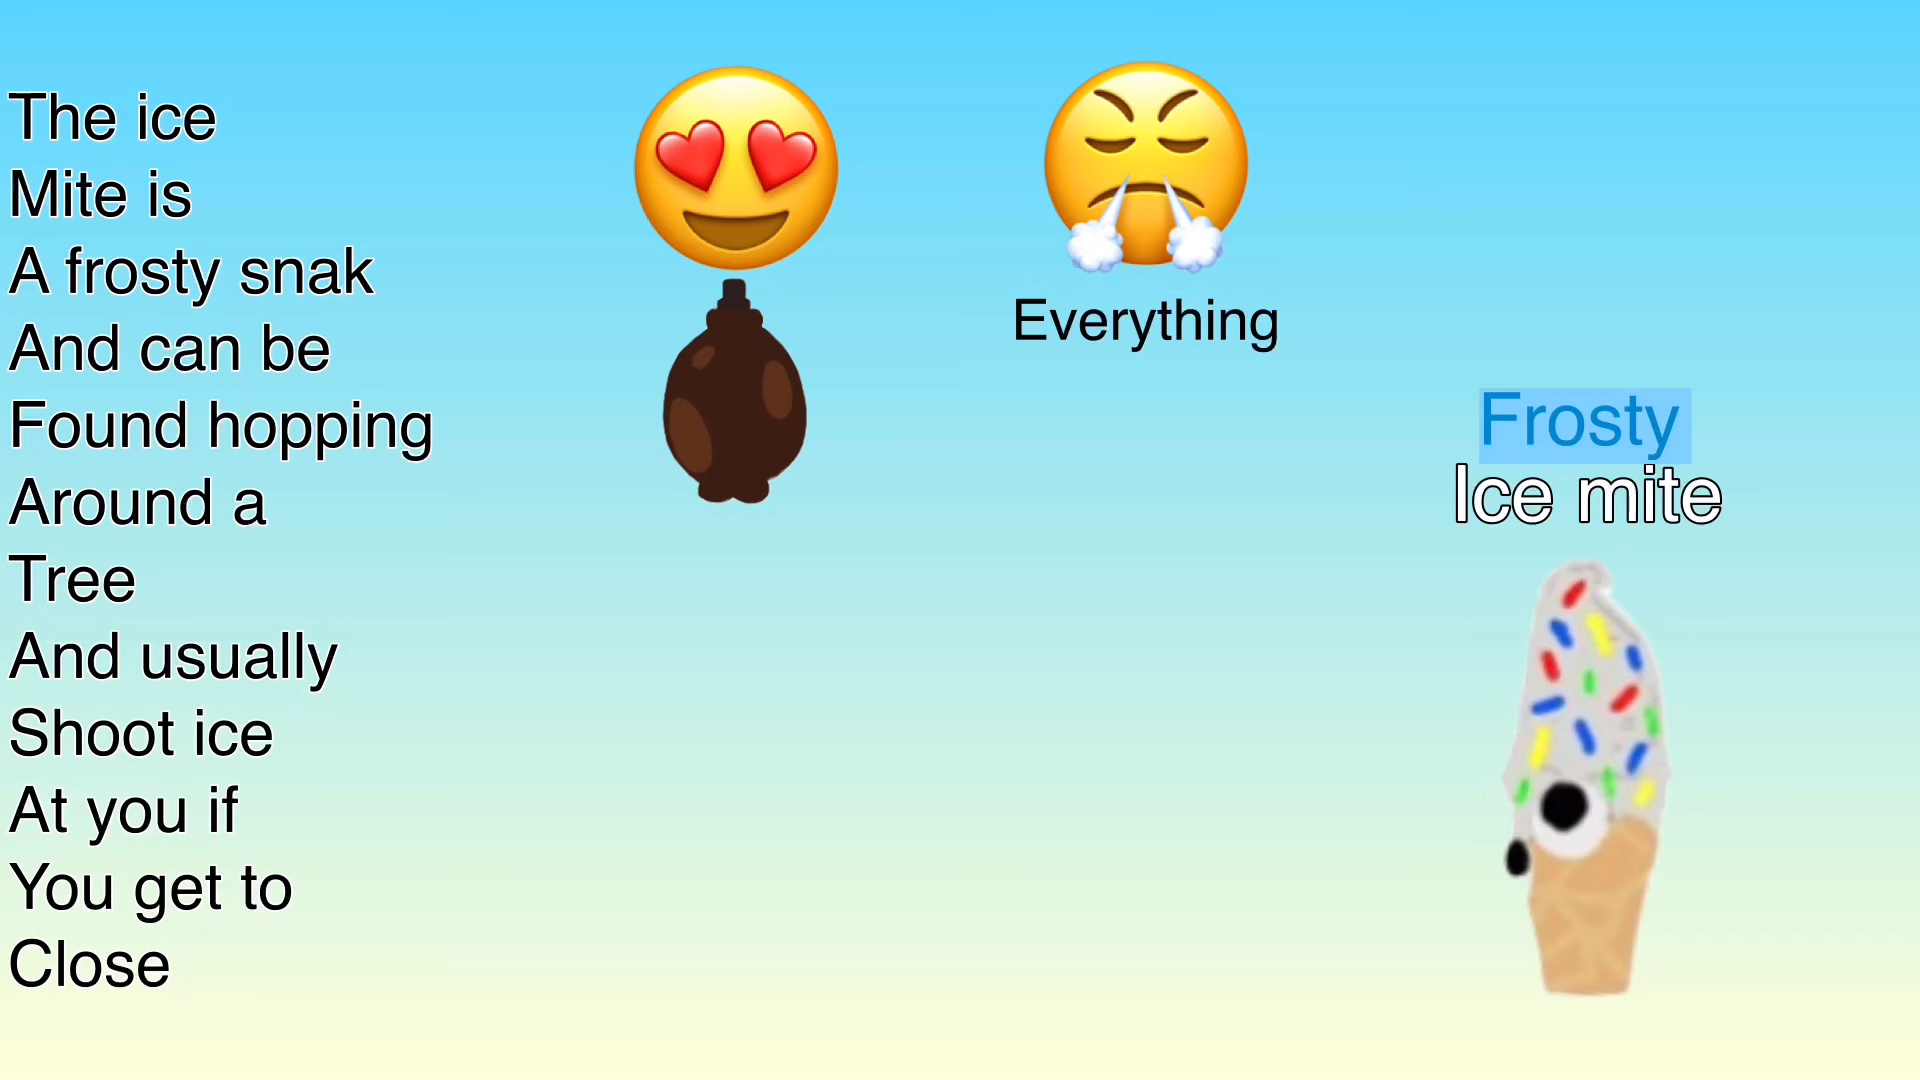 The ice
Mite is
A frosty snak
And can be
Found hopping
Around a
Tree
And usually
Shoot ice
At you if
You get to
Close
Everything
Frosty
Ice mite